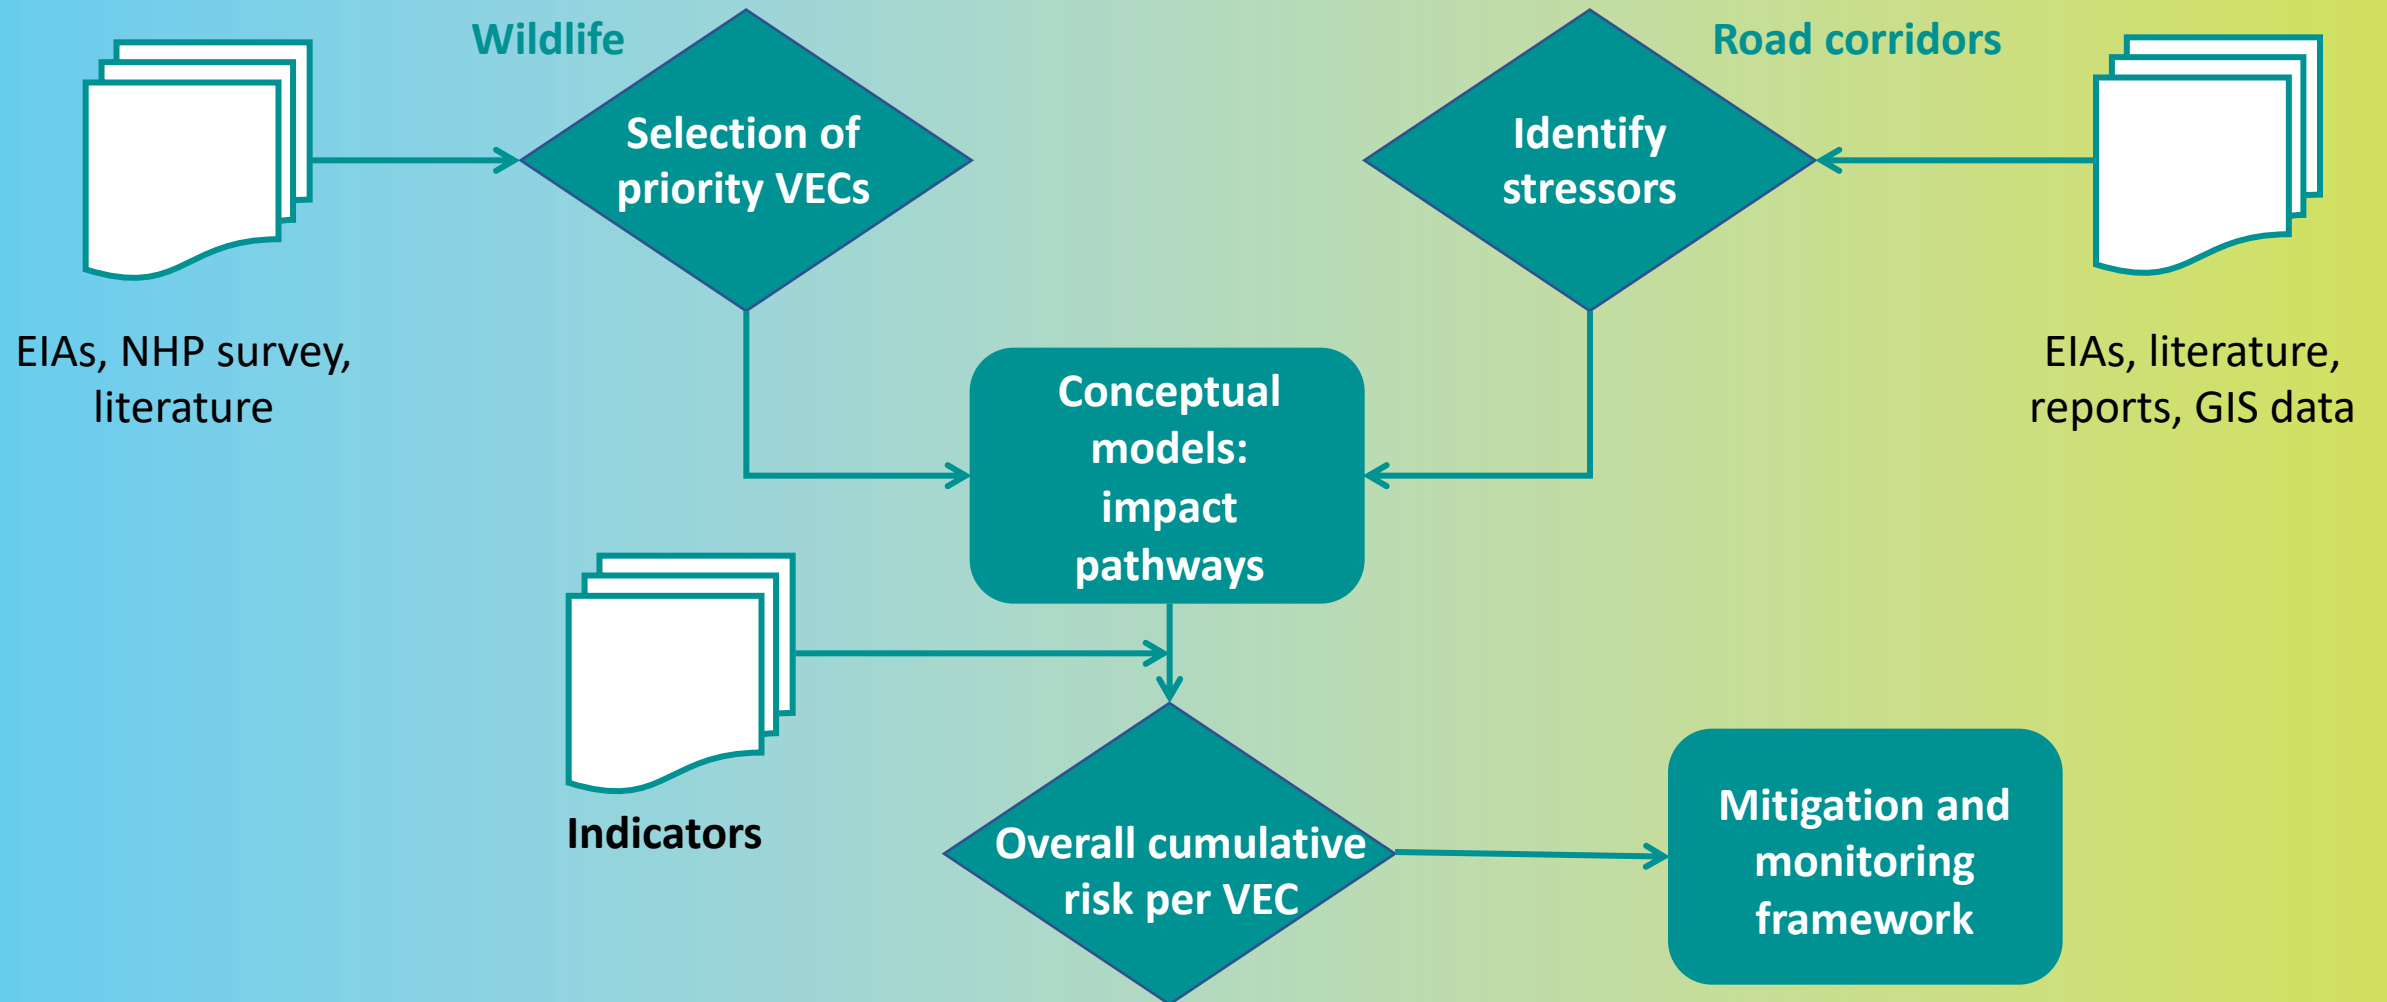 Wildlife
Road corridors
Selection of
priority VECs
Identify
stressors
EIAs, NHP survey,
literature
EIAs, literature,
reports, GIS data
Conceptual
models:
impact
pathways
Indicators
Overall cumulative
risk per VEC
Mitigation and
monitoring
framework